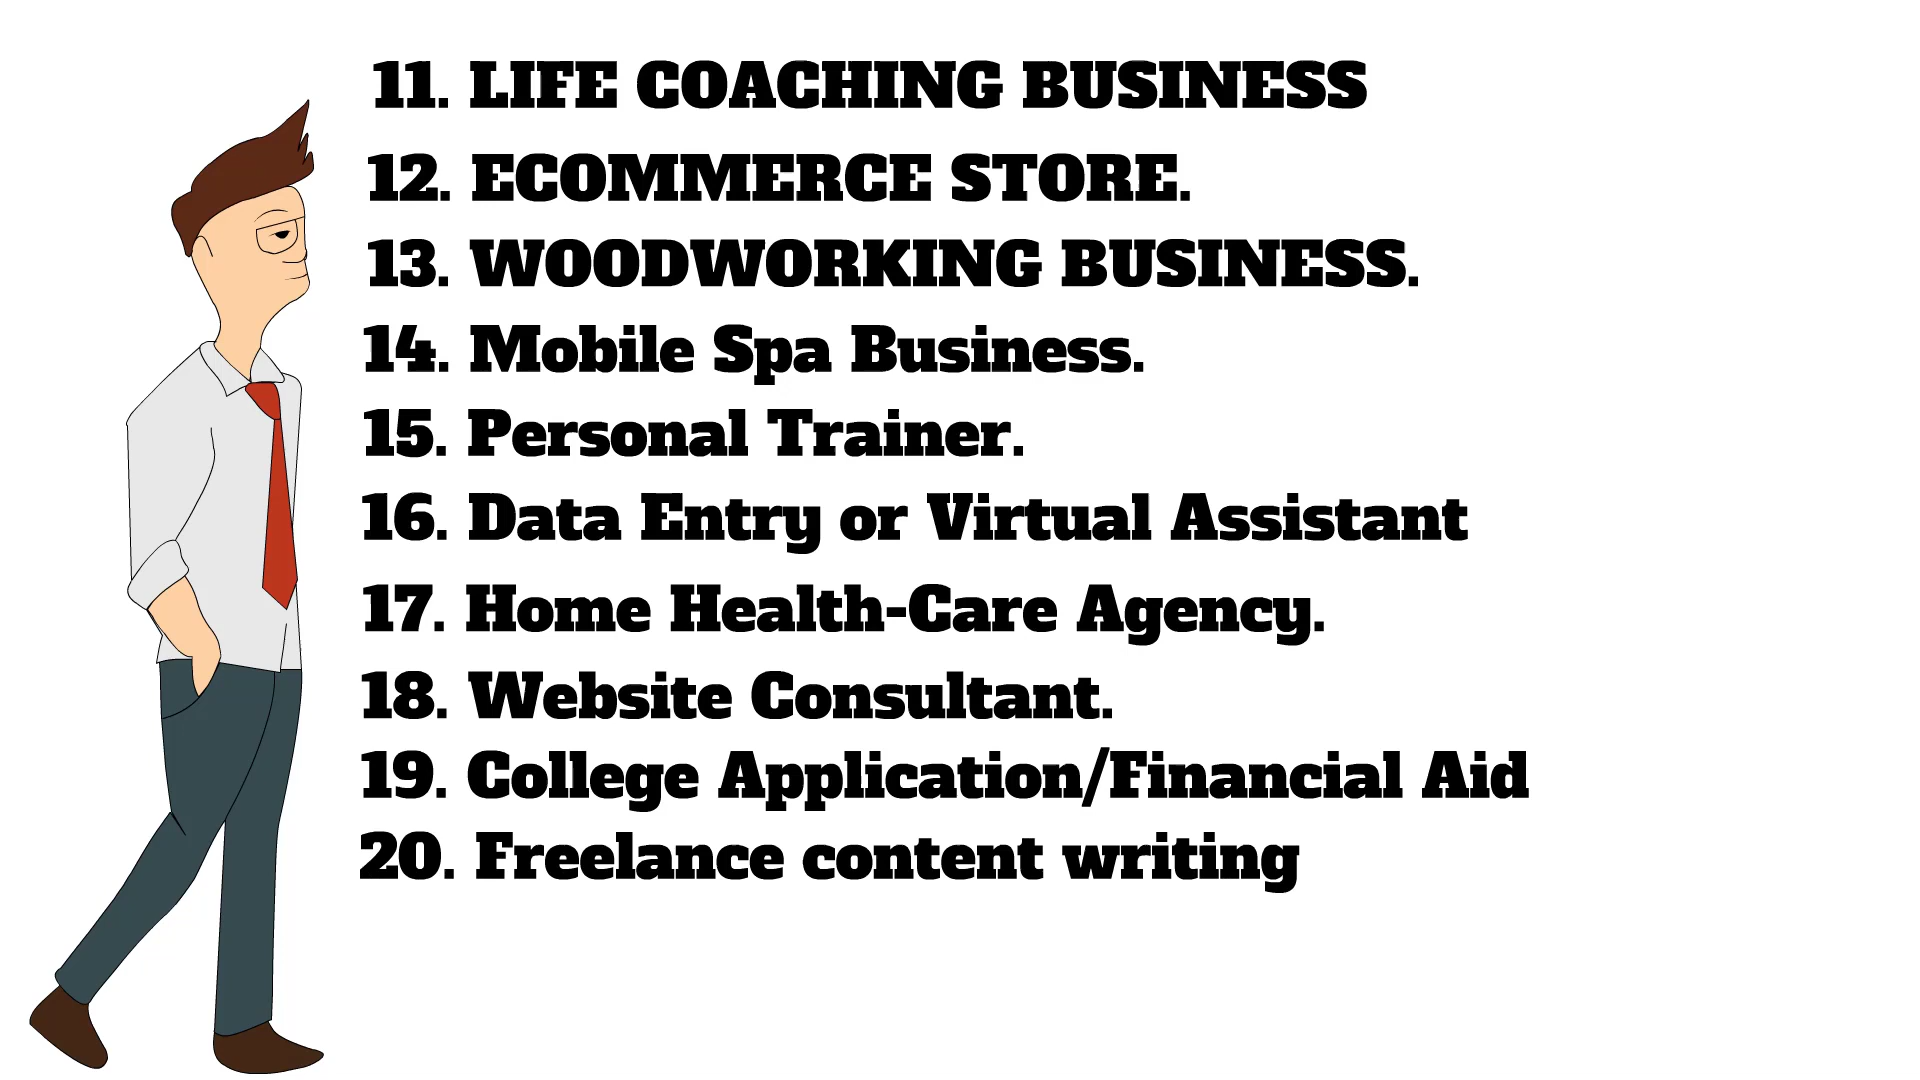 11. LIFE COACHING BUSINESS
12. ECOMMERCE STORE.
13. WOODWORKING BUSINESS.
14. Mobile Spa Business.
15. Personal Trainer.
16. Data Entry or Virtual Assistant
17. Home Health-Care Agency.
18. Website Consultant.
19. College Application/Financial Aid
20. Freelance content writing